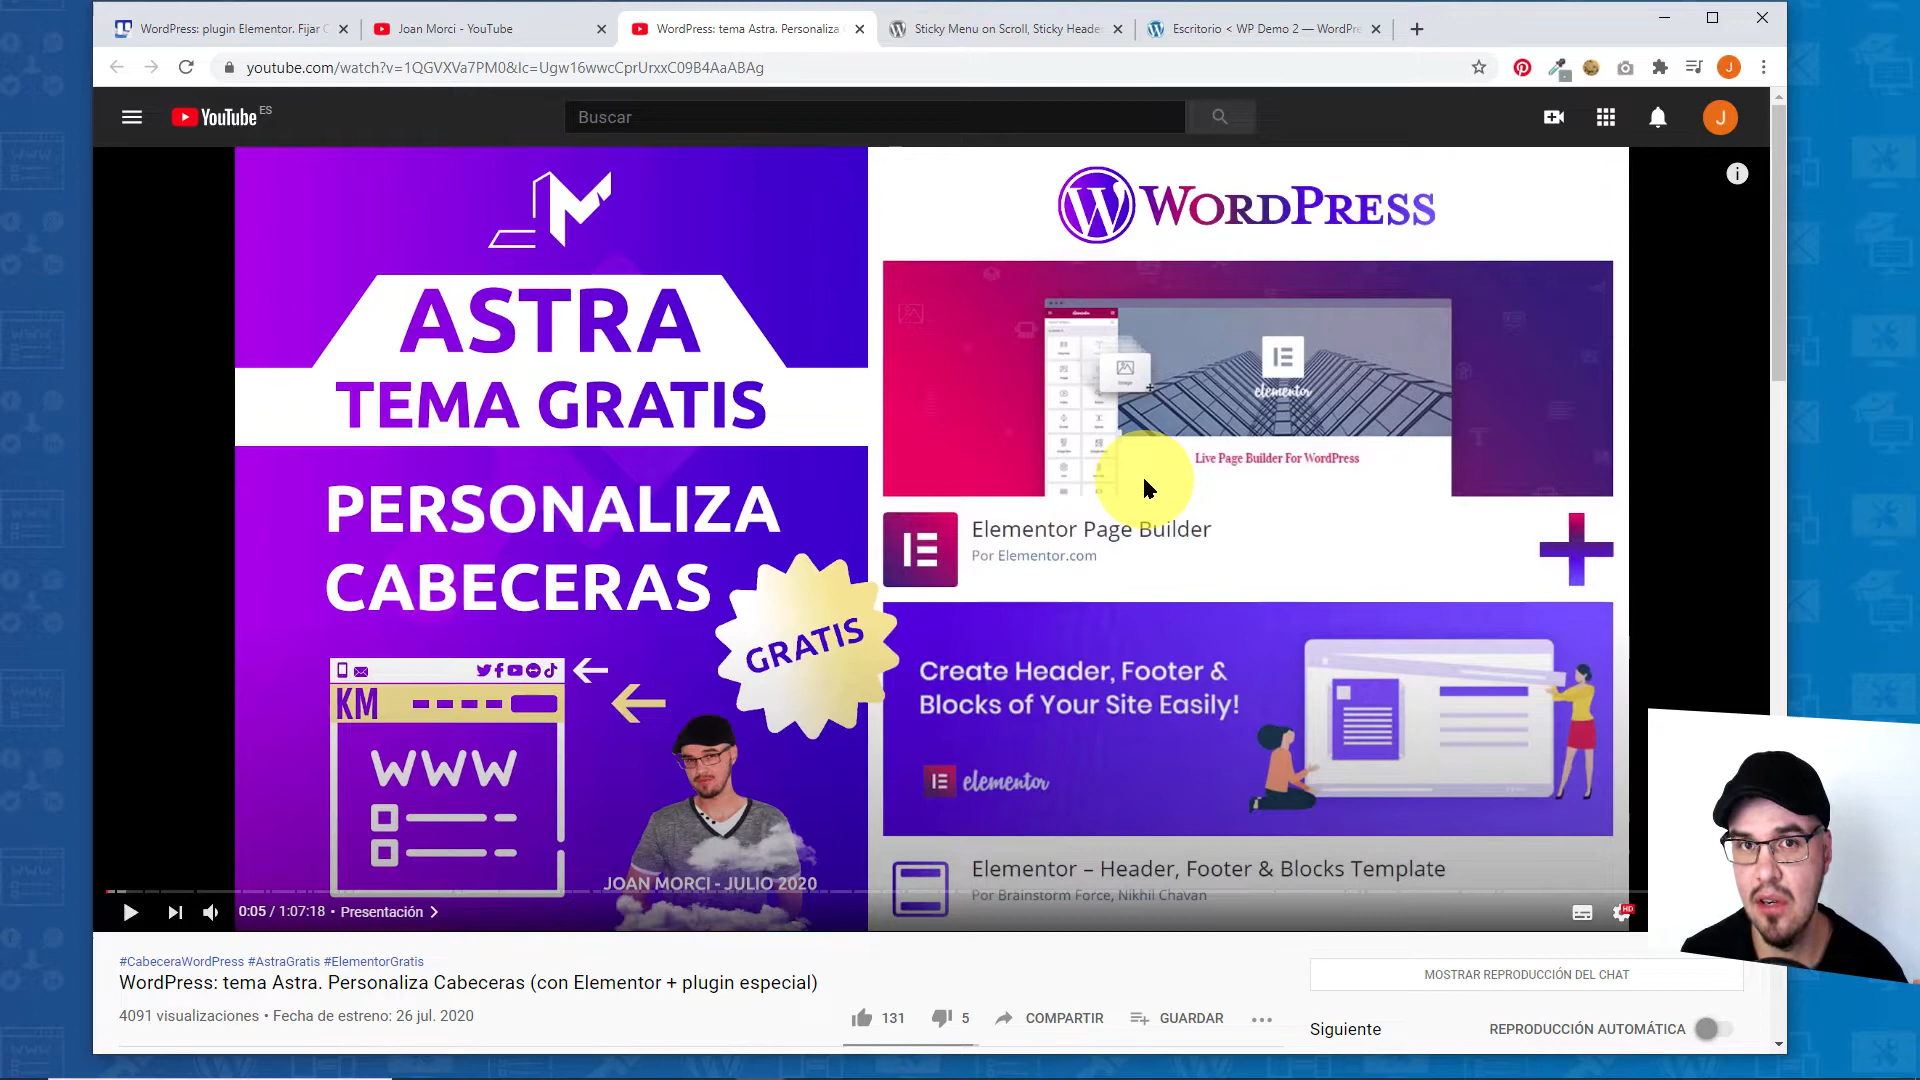 WordPress: plugin Elementor. Fijar C
Joan Morci - YouTube
WordPress: tema Astra. Personaliza
Sticky Menu on Scroll, Sticky Heade
Escritorio < WP Demo 2 — WordPre
youtube.com/watch?v=1QGVXVa7PM0&lc=Ugw16wwcCprUrxxC09B4AaABAg
J
YouTube ES
Buscar
J
ASTRA
TEMA GRATIS
PERSONALIZA
CABECERAS
GRATIS
KM
WWW
JOAN MORCI - JULIO 2020
WORDPRESS
elementor
Live Page Builder For WordPress
Elementor Page Builder
Por Elementor.com
Create Header, Footer &
Blocks of Your Site Easily!
elementor
Elementor – Header, Footer & Blocks Template
Por Brainstorm Force, Nikhil Chavan
0:05 / 1:07:18 • Presentación
HD
#CabeceraWordPress #AstraGratis #ElementorGratis
WordPress: tema Astra. Personaliza Cabeceras (con Elementor + plugin especial)
4091 visualizaciones • Fecha de estreno: 26 jul. 2020
131
5
COMPARTIR
GUARDAR
MOSTRAR REPRODUCCIÓN DEL CHAT
Siguiente
REPRODUCCIÓN AUTOMÁTICA